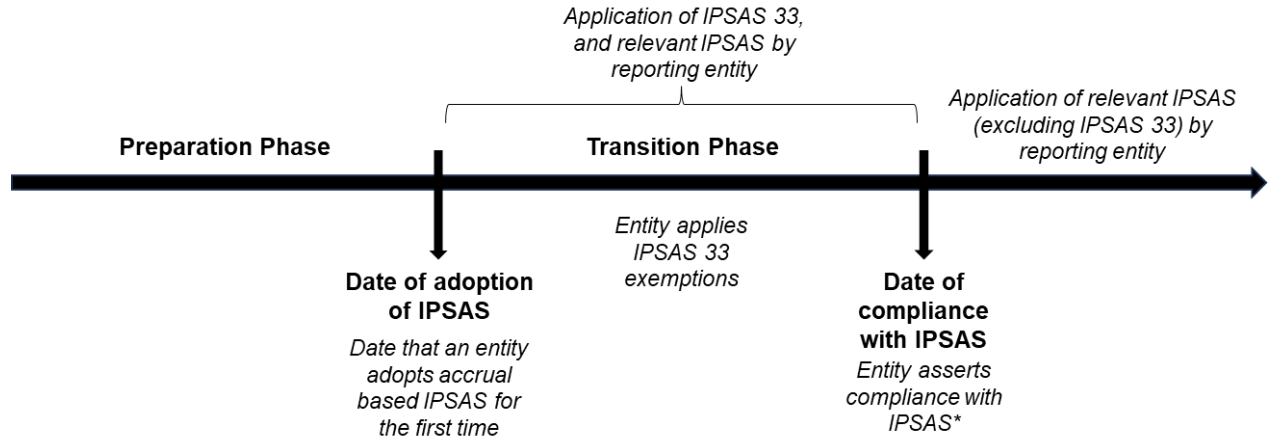 Application of IPSAS 33,
and relevant IPSAS by
reporting entity
Application of relevant IPSAS
(excluding IPSAS 33) by
reporting entity
Preparation Phase
Transition Phase
Entity applies
IPSAS 33
exemptions
Date of adoption
of IPSAS
Date that an entity
adopts accrual
based IPSAS for
the first time
Date of
compliance
with IPSAS
Entity asserts
compliance with
IPSAS*